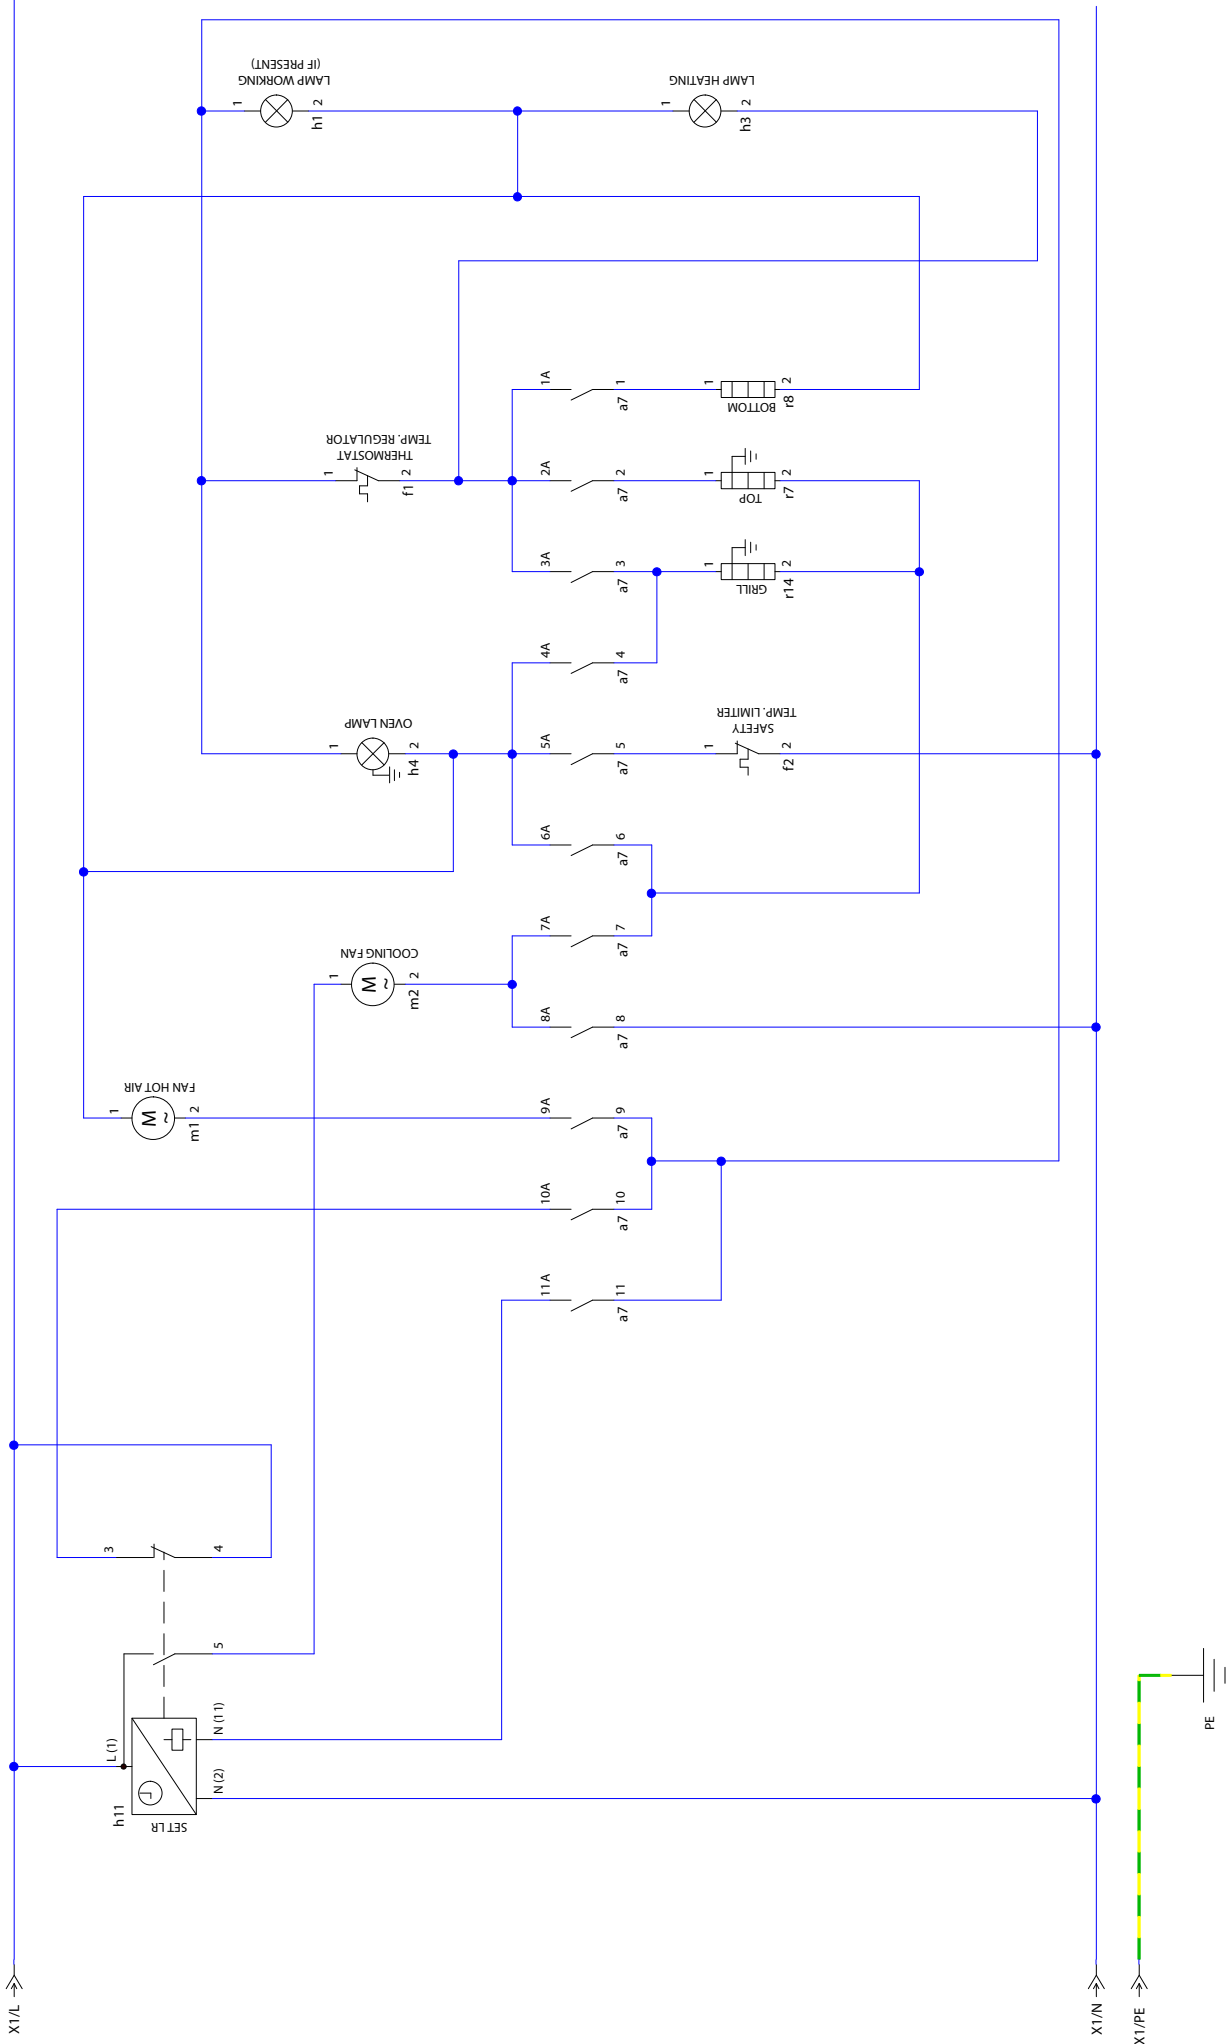 LAMP WORKING
(IF PRESENT)
1
2
h1
LAMP HEATING
1
2
h3
1A
1
a7
1
2
BOTTOM
r8
THERMOSTAT
TEMP. REGULATOR
1
2
f1
2A
2
a7
1
2
TOP
r7
3A
3
a7
1
2
GRILL
r14
4A
4
a7
OVEN LAMP
1
2
h4
5A
5
a7
SAFETY
TEMP. LIMITER
1
2
f2
6A
6
a7
7A
7
a7
COOLING FAN
1
2
m2
M
~
8A
8
a7
FAN HOT AIR
1
2
m1
M
~
9A
9
a7
10A
10
a7
11A
11
a7
3
4
5
L (1)
N (11)
N (2)
h11
SET LR
PE
X1/L
X1/N
X1/PE